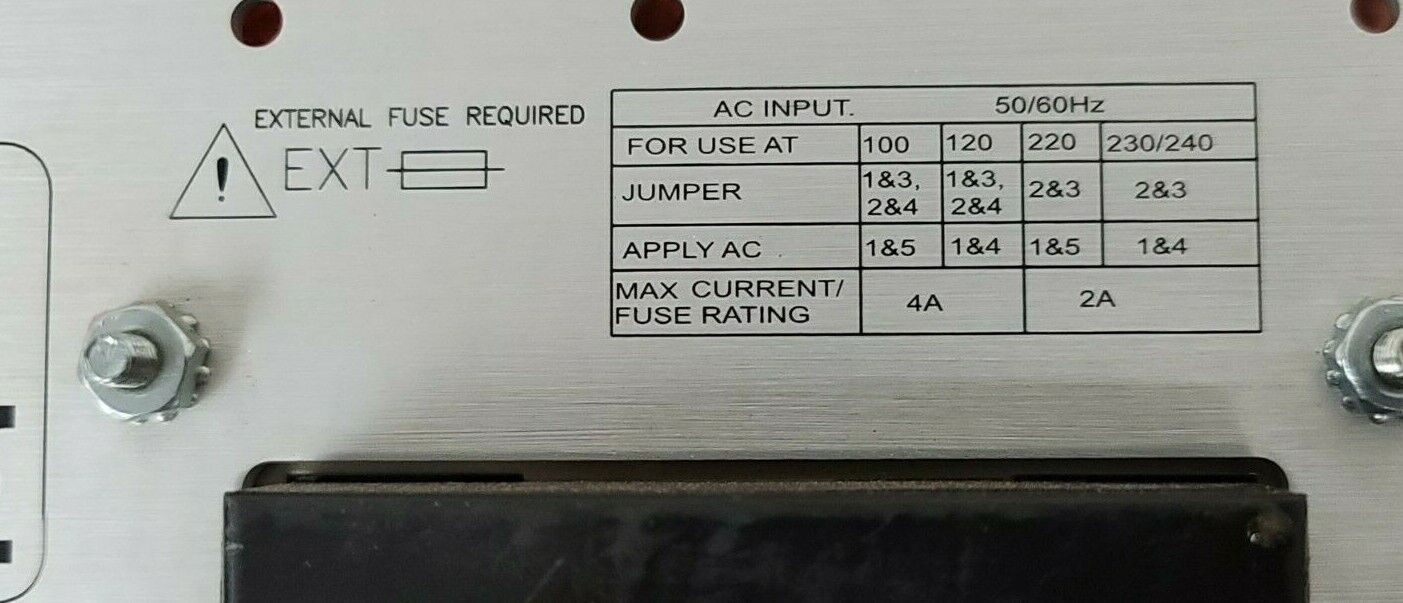 EXTERNAL FUSE REQUIRED
! EXT
AC INPUT. 50/60Hz
FOR USE AT 100 120 220 230/240
JUMPER 1&3, 2&4 1&3, 2&4 2&3 2&3
APPLY AC 1&5 1&4 1&5 1&4
MAX CURRENT/
FUSE RATING 4A 2A